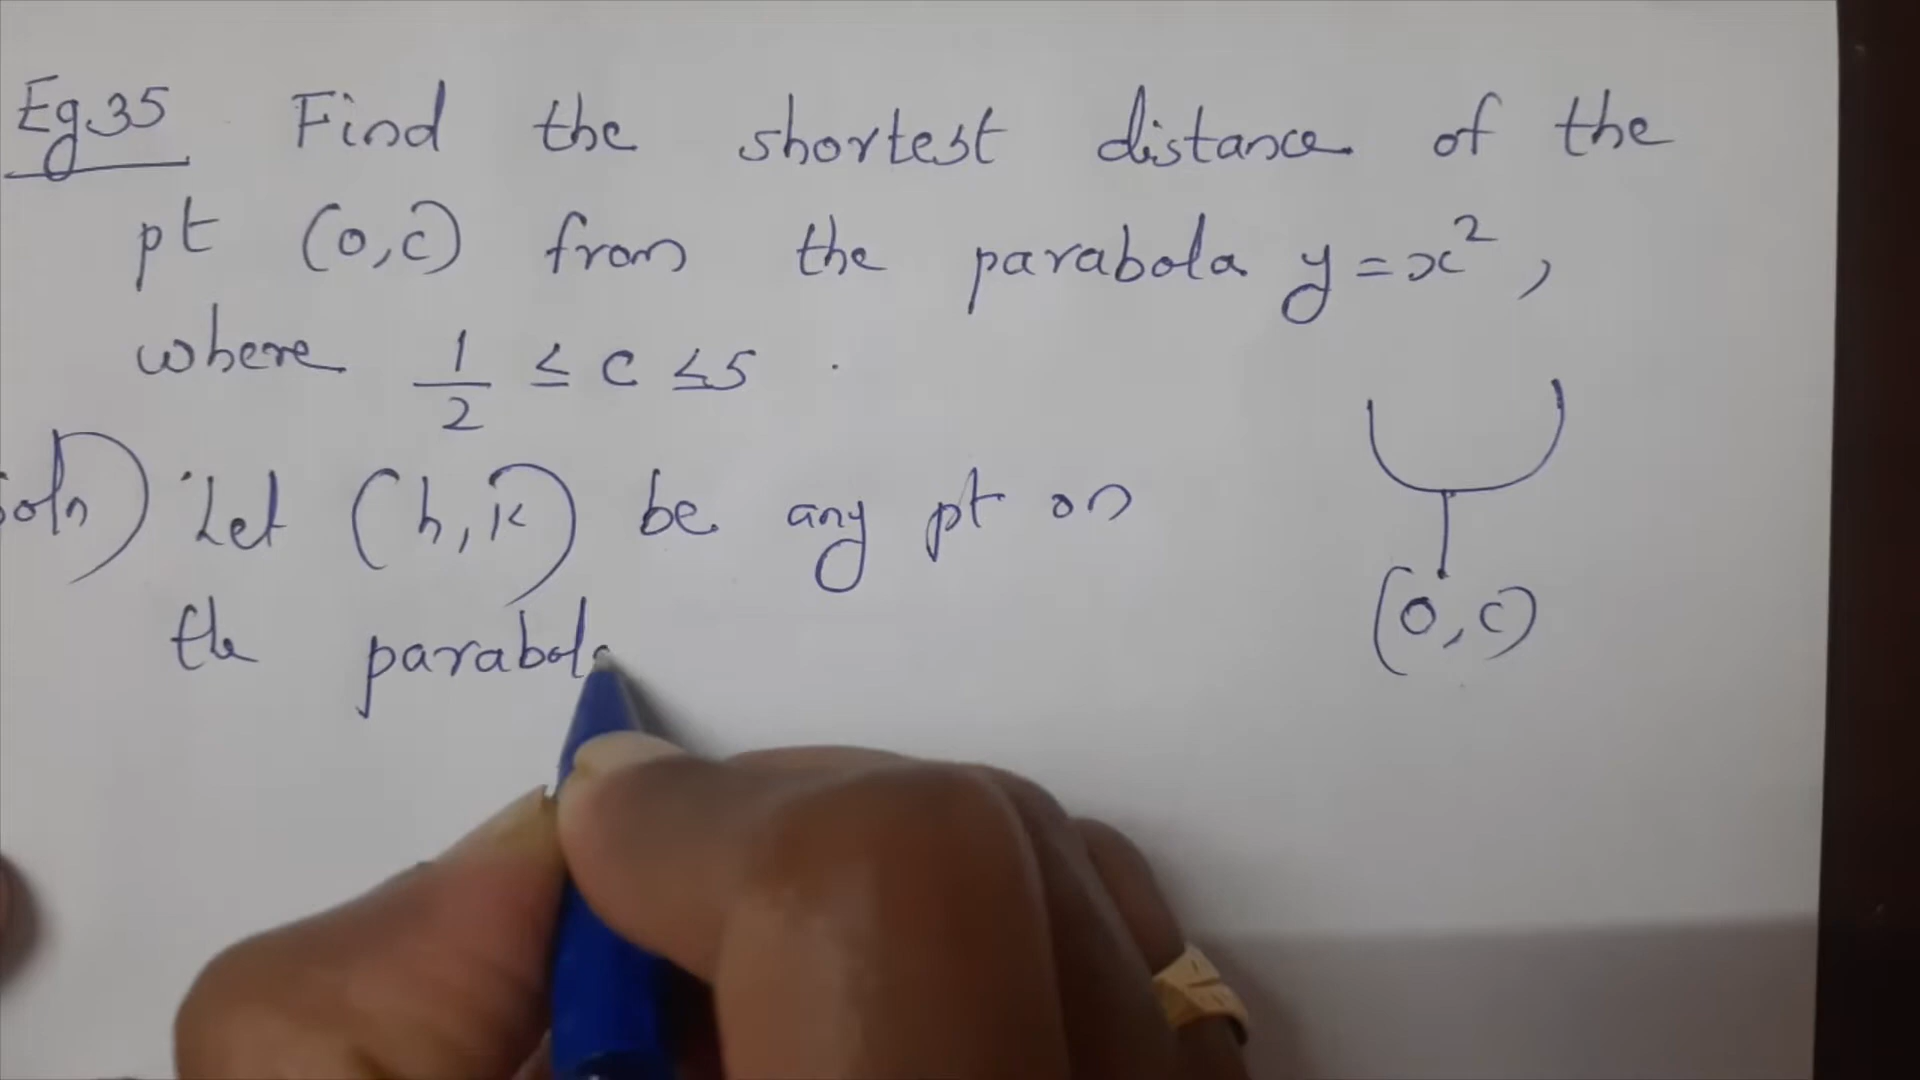 Eg.35 Find the shortest distance of the
pt (0,c) from the parabola y = x²,
where 1/2 ≤ c ≤ 5.
soln) Let (h,k) be any pt on
the parabola
(0,c)